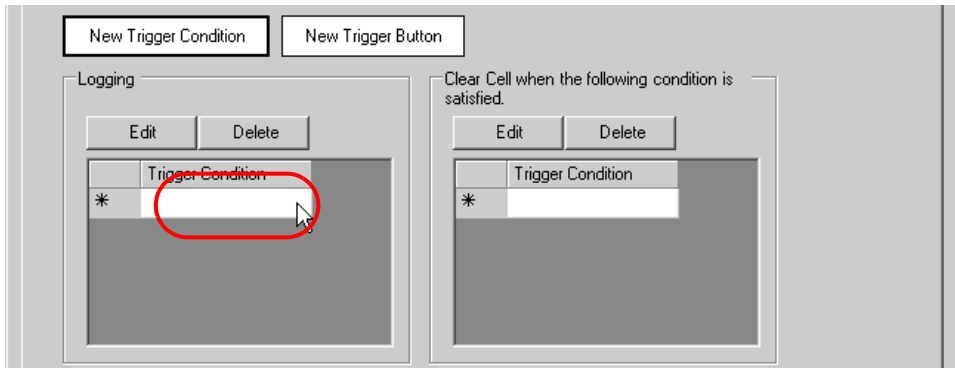 New Trigger Condition
New Trigger Button
Logging
Edit
Delete
Trigger Condition
*
Clear Cell when the following condition is
satisfied.
Edit
Delete
Trigger Condition
*